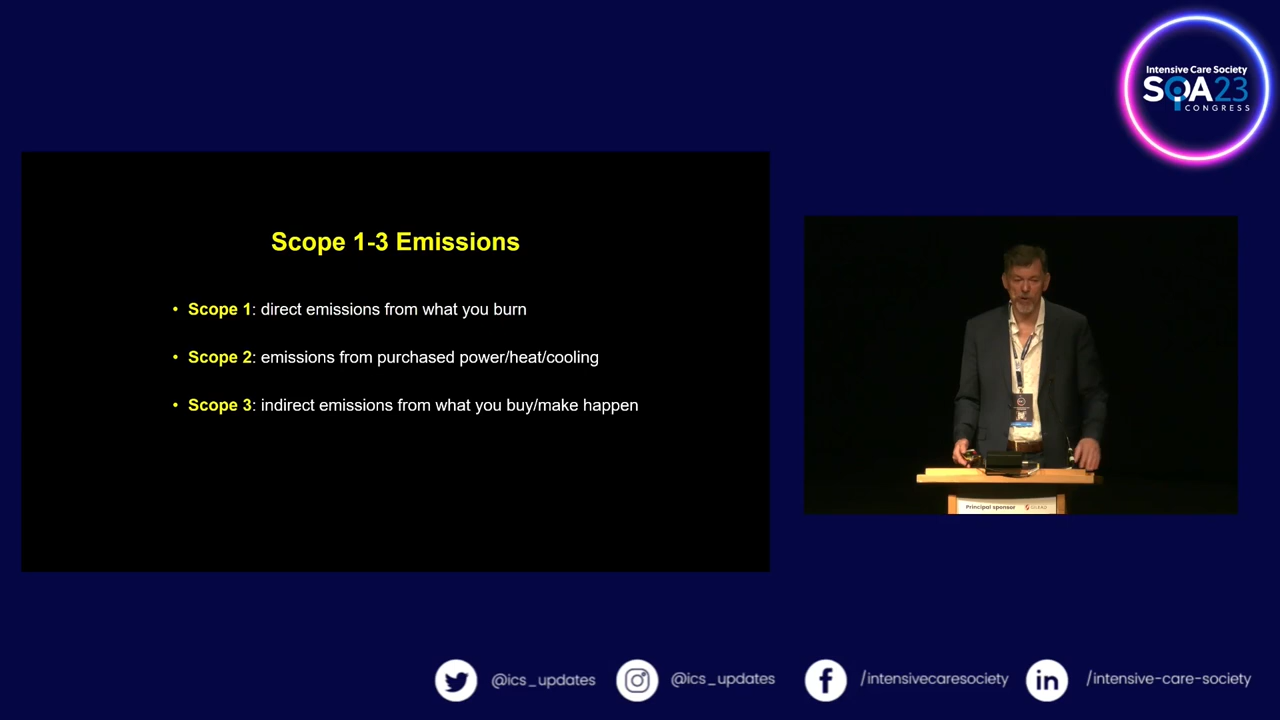 Intensive Care Society
SOA23
CONGRESS
Scope 1-3 Emissions
• Scope 1: direct emissions from what you burn
• Scope 2: emissions from purchased power/heat/cooling
• Scope 3: indirect emissions from what you buy/make happen
Principal sponsor
@ics_updates
@ics_updates
/intensivecaresociety
/intensive-care-society